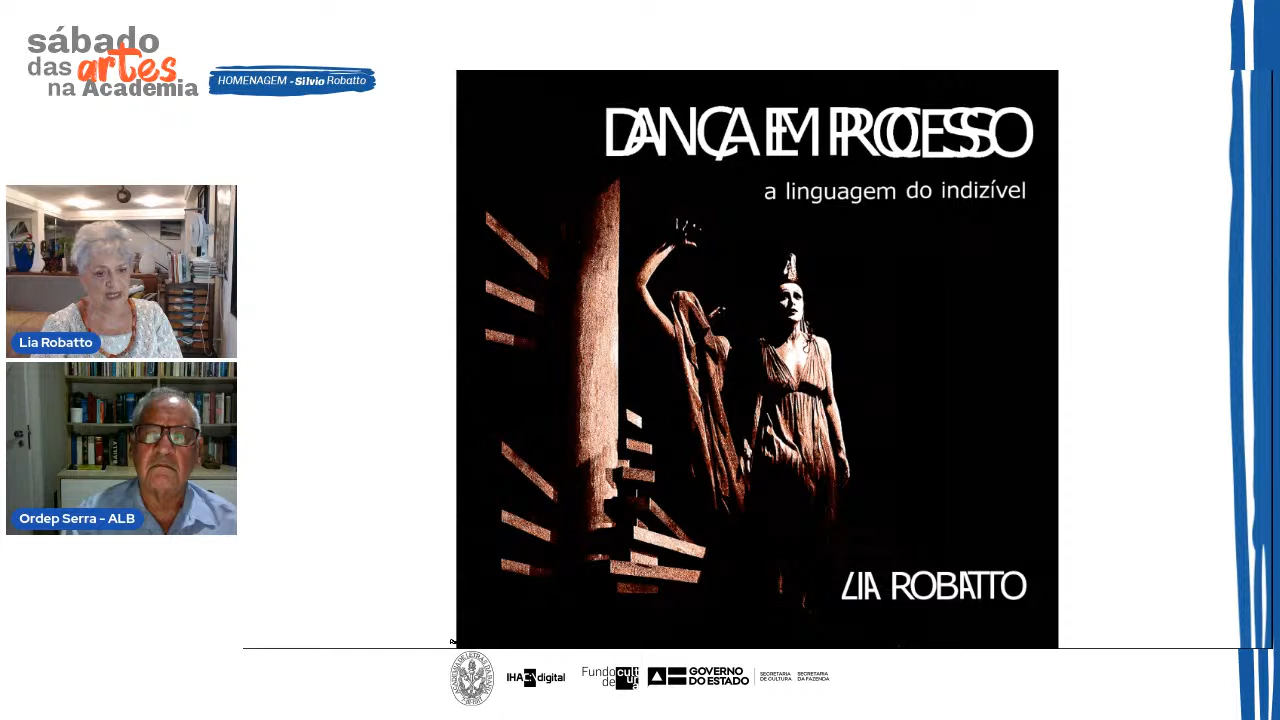 sábado
das artes
na Academia
HOMENAGEM - Silvio Robatto
DANÇA EM PROCESSO
a linguagem do indizível
LIA ROBATTO
Lia Robatto
Ordep Serra - ALB
IHAC digital
Fundo de cultura
GOVERNO
DO ESTADO
SECRETARIA
DE CULTURA
SECRETARIA
DA FAZENDA